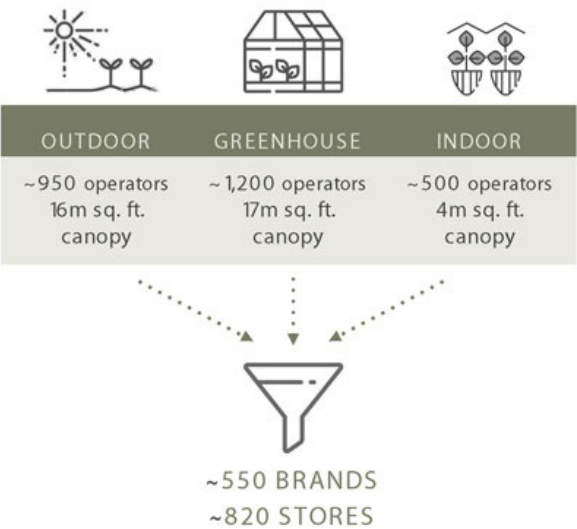 OUTDOOR GREENHOUSE INDOOR
~950 operators
16m sq. ft.
canopy
~1,200 operators
17m sq. ft.
canopy
~500 operators
4m sq. ft.
canopy
~550 BRANDS
~820 STORES